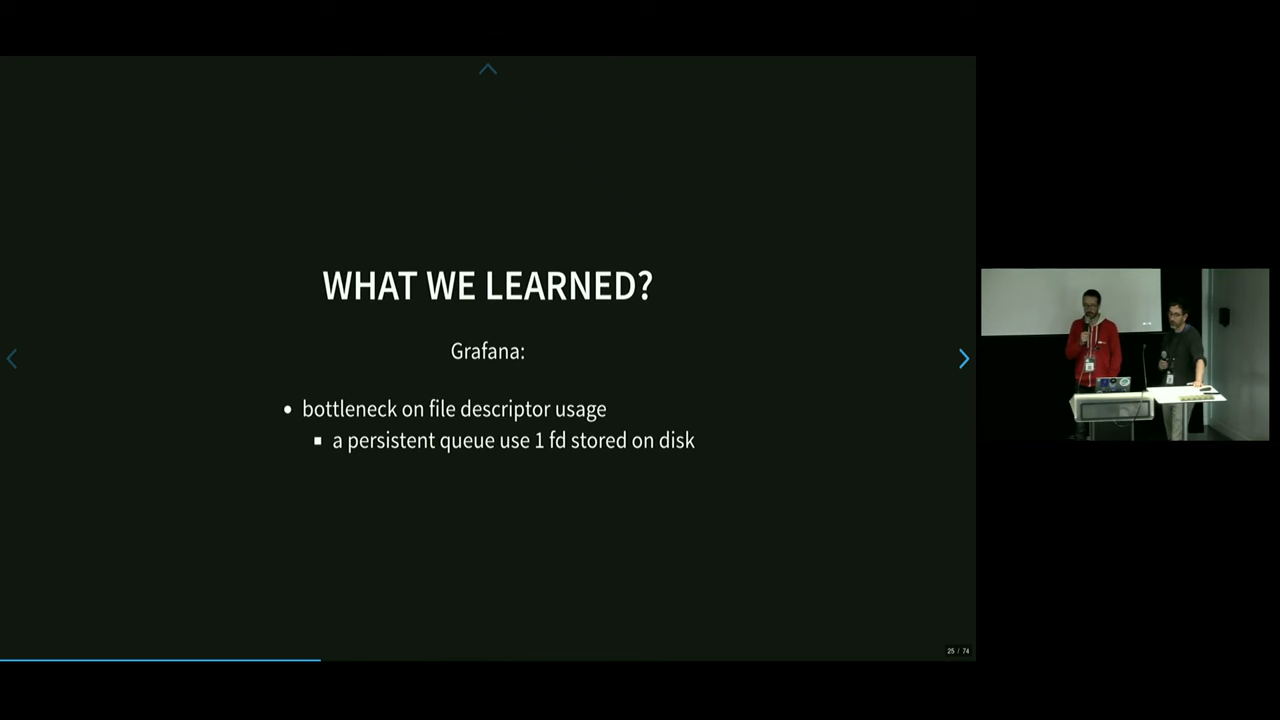 WHAT WE LEARNED?
Grafana:
• bottleneck on file descriptor usage
▪ a persistent queue use 1 fd stored on disk
25 / 74